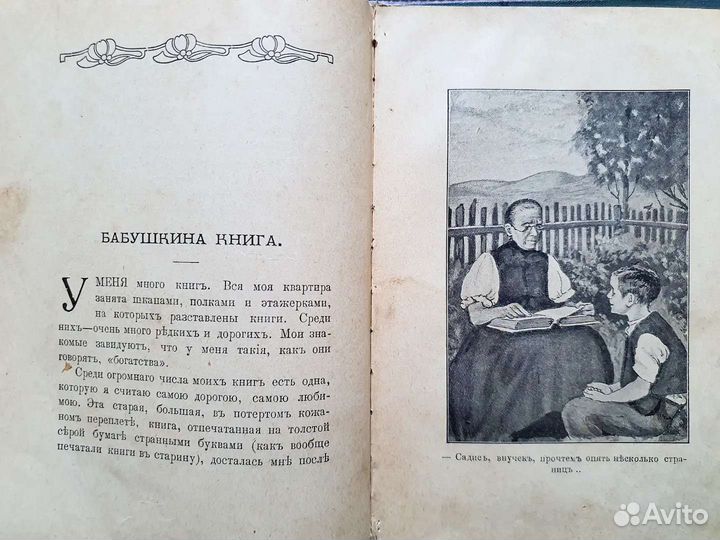 БАБУШКИНА КНИГА.
У МЕНЯ много книгъ. Вся моя квартира
занята шкапами, полками и этажерками,
на которыхъ разставлены книги. Среди
нихъ—очень много рѣдкихъ и дорогихъ. Мои зна-
комые завидуютъ, что у меня такія, какъ они
говорятъ, «богатства».
Среди огромнаго числа моихъ книгъ есть одна,
которую я считаю самою дорогою, самою люби-
мою. Эта старая, большая, въ потертомъ кожа-
номъ переплетѣ, книга, отпечатанная на толстой
сѣрой бумагѣ странными буквами (какъ вообще
печатали книги въ старину), досталась мнѣ послѣ
— Садись, внучекъ, прочтемъ опять нѣсколько стра-
ницъ...
Avito